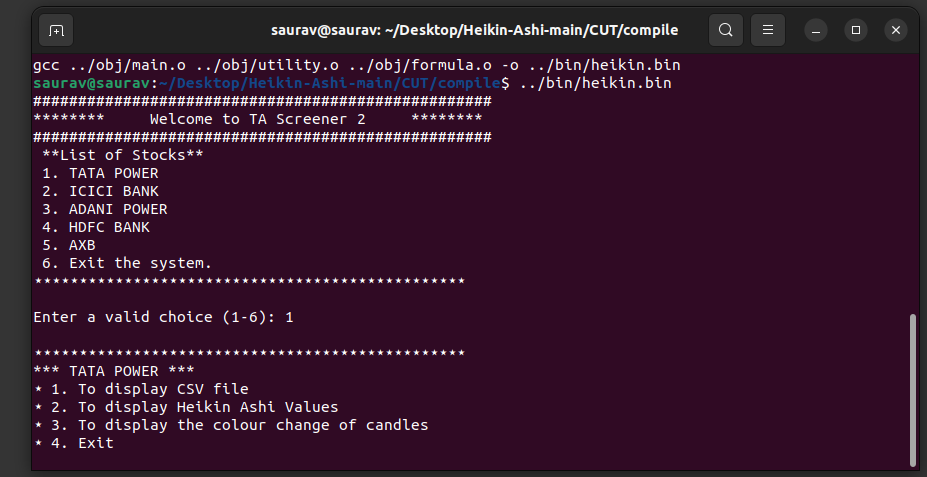 saurav@saurav: ~/Desktop/Heikin-Ashi-main/CUT/compile
gcc ../obj/main.o ../obj/utility.o ../obj/formula.o -o ../bin/heikin.bin
saurav@saurav:~/Desktop/Heikin-Ashi-main/CUT/compile$ ../bin/heikin.bin
###################################################
********     Welcome to TA Screener 2     ********
###################################################
 **List of Stocks**
 1. TATA POWER
 2. ICICI BANK
 3. ADANI POWER
 4. HDFC BANK
 5. AXB
 6. Exit the system.
************************************************
Enter a valid choice (1-6): 1
************************************************
*** TATA POWER ***
* 1. To display CSV file
* 2. To display Heikin Ashi Values
* 3. To display the colour change of candles
* 4. Exit